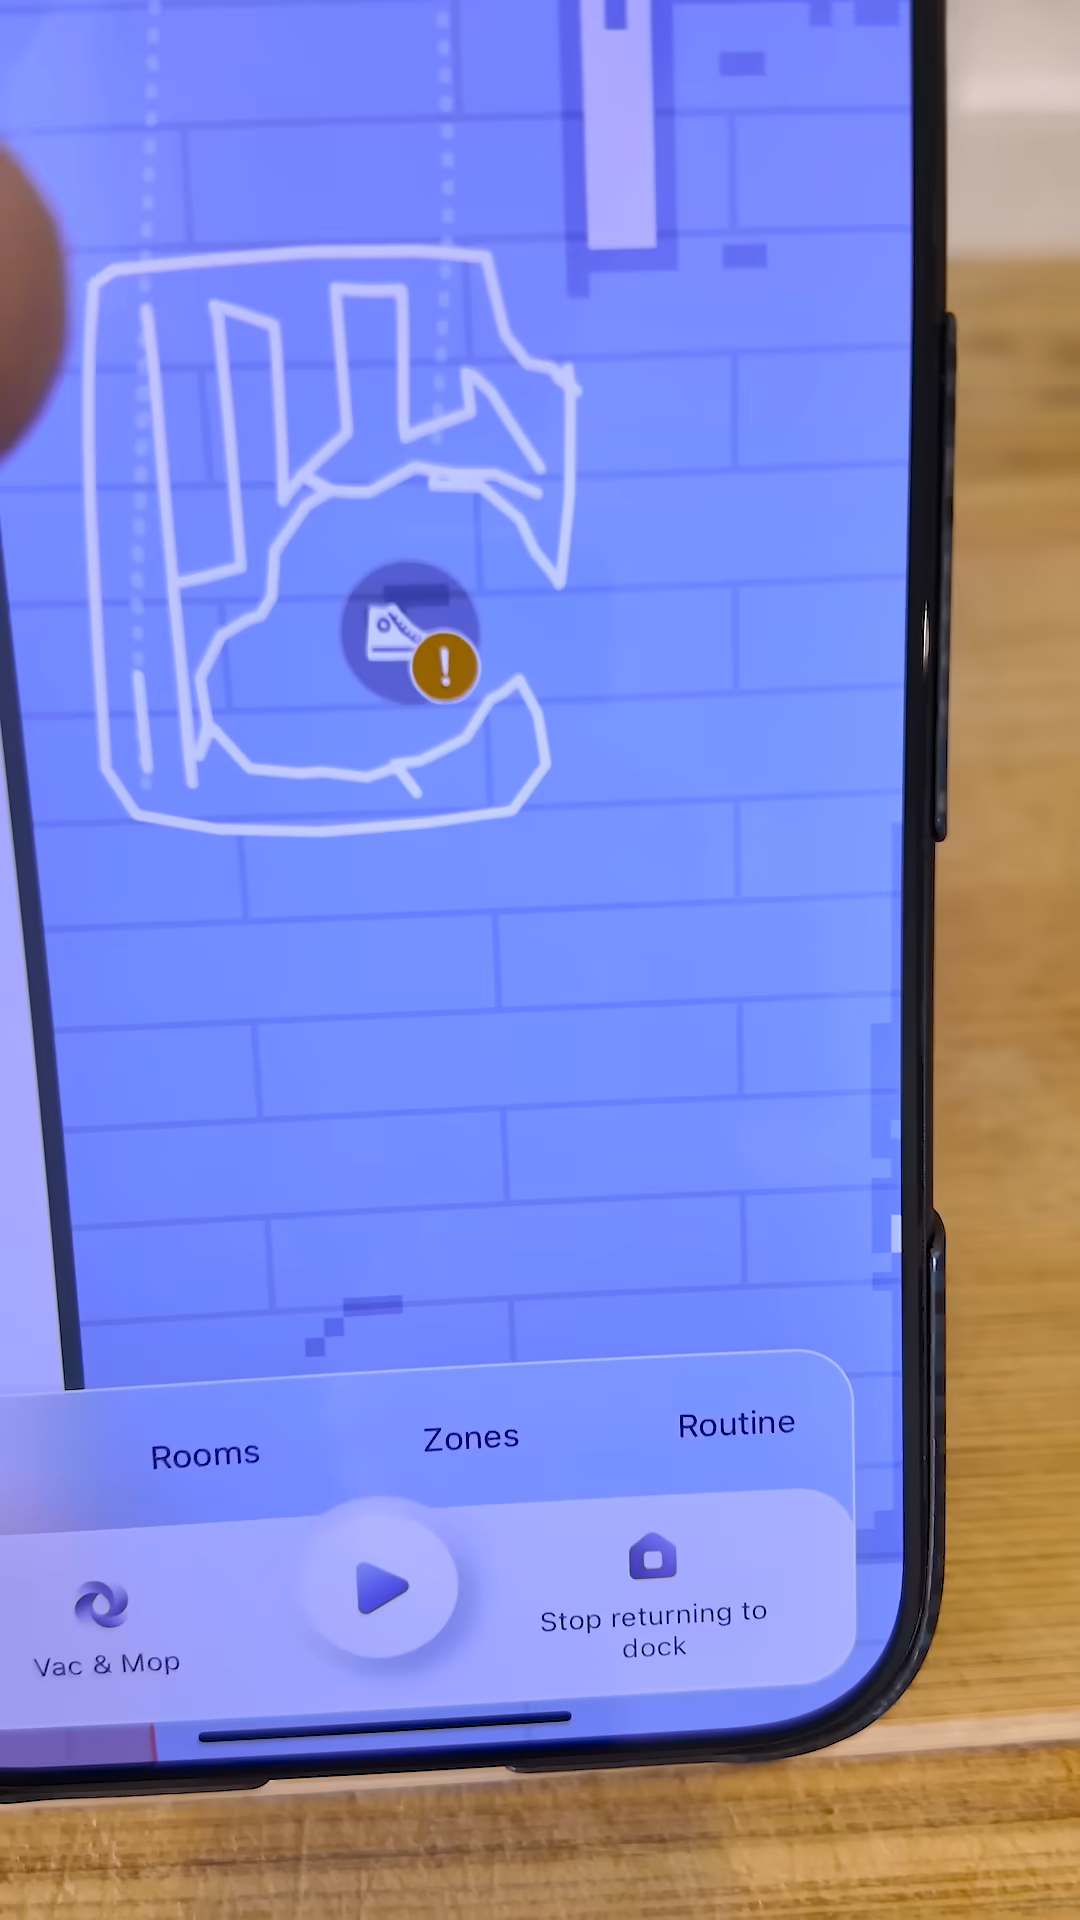 Rooms
Zones
Routine
Vac & Mop
Stop returning to
dock